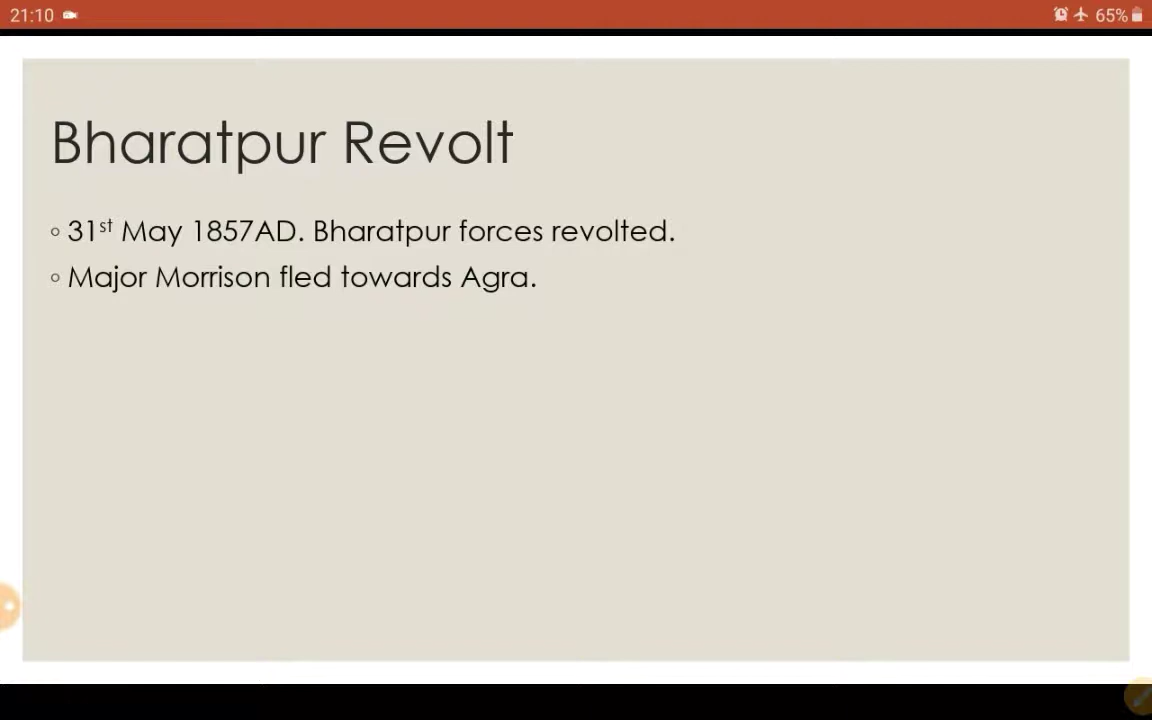 21:10 65%
Bharatpur Revolt
◦ 31st May 1857AD. Bharatpur forces revolted.
◦ Major Morrison fled towards Agra.